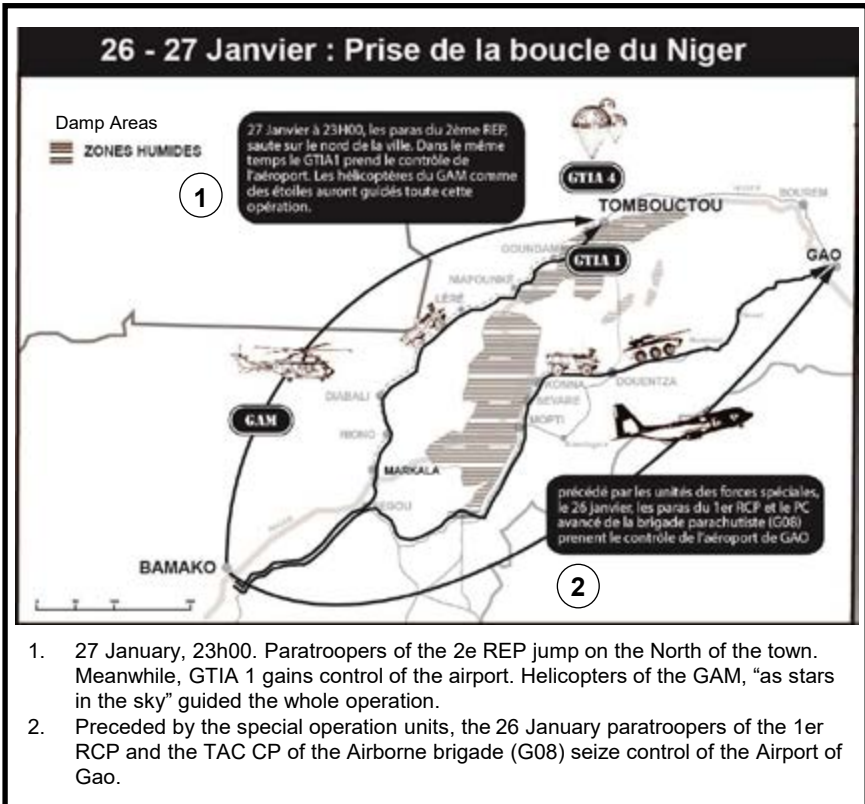 26 - 27 Janvier : Prise de la boucle du Niger
Damp Areas
ZONES HUMIDES
1
27 Janvier à 23H00, les paras du 2ème REP,
saute sur le nord de la ville. Dans le même
temps le GTIA1 prend le contrôle de
l'aéroport. Les hélicoptères du GAM comme
des étoiles auront guidés toute cette
opération.
GTIA 4
TOMBOUCTOU
BOUREM
GAO
GOUNDAM
GTIA 1
NIAFOUNKÉ
LÉRÉ
KONNA
DOUENTZA
SEVARE
MOPTI
DIABALI
NIONO
GAM
MARKALA
SEGOU
BAMAKO
précédé par les unités des forces spéciales,
le 26 janvier, les paras du 1er RCP et le PC
avancé de la brigade parachutiste (G08)
prenent le contrôle de l'aéroport de GAO
2
1. 27 January, 23h00. Paratroopers of the 2e REP jump on the North of the town.
Meanwhile, GTIA 1 gains control of the airport. Helicopters of the GAM, “as stars
in the sky” guided the whole operation.
2. Preceded by the special operation units, the 26 January paratroopers of the 1er
RCP and the TAC CP of the Airborne brigade (G08) seize control of the Airport of
Gao.